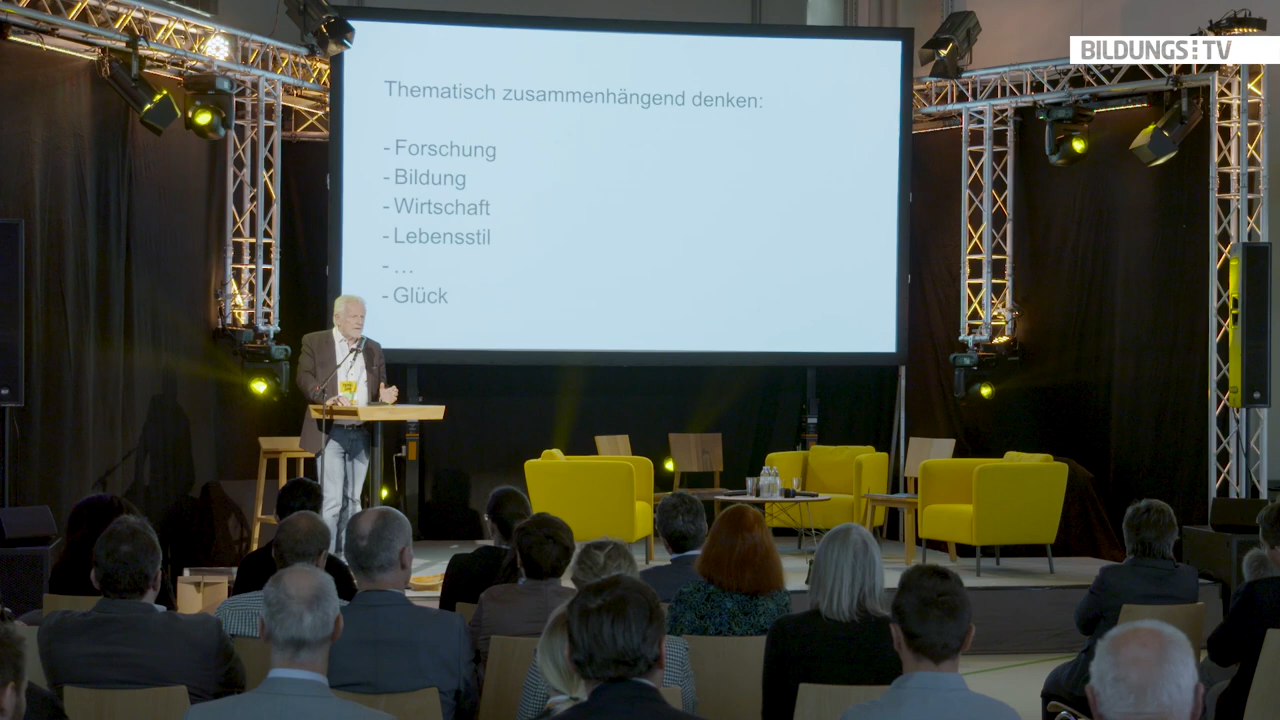 BILDUNGS⋮TV
Thematisch zusammenhängend denken:
- Forschung
- Bildung
- Wirtschaft
- Lebensstil
- ...
- Glück